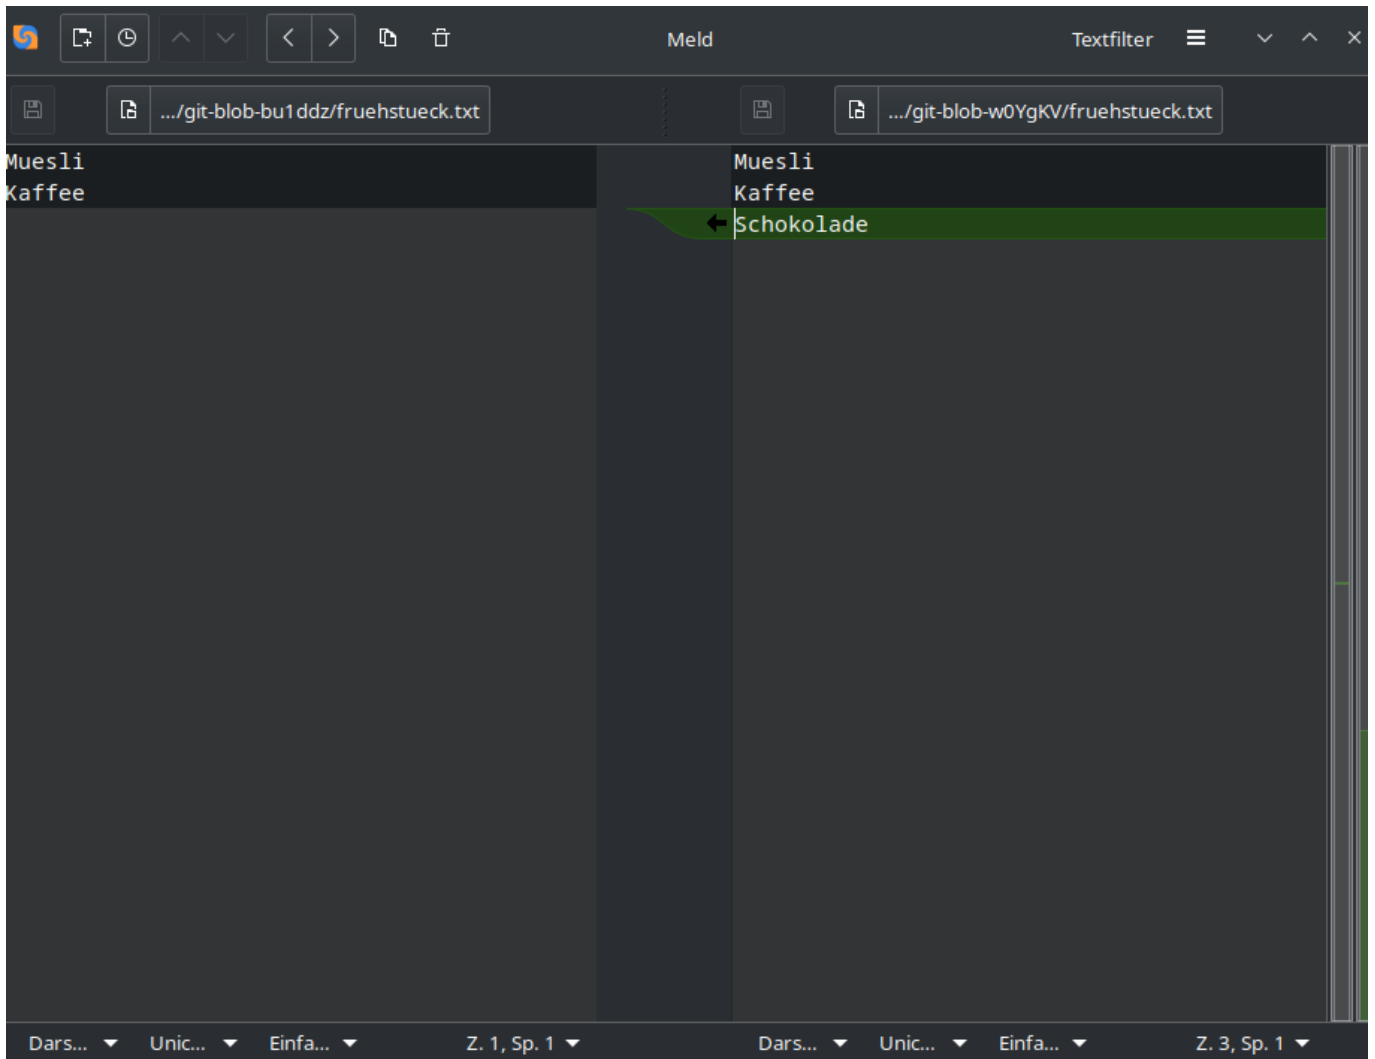 Meld
Textfilter
.../git-blob-bu1ddz/fruehstueck.txt
.../git-blob-w0YgKV/fruehstueck.txt
Muesli
Kaffee
Muesli
Kaffee
Schokolade
Dars... Unic... Einfa... Z. 1, Sp. 1
Dars... Unic... Einfa... Z. 3, Sp. 1